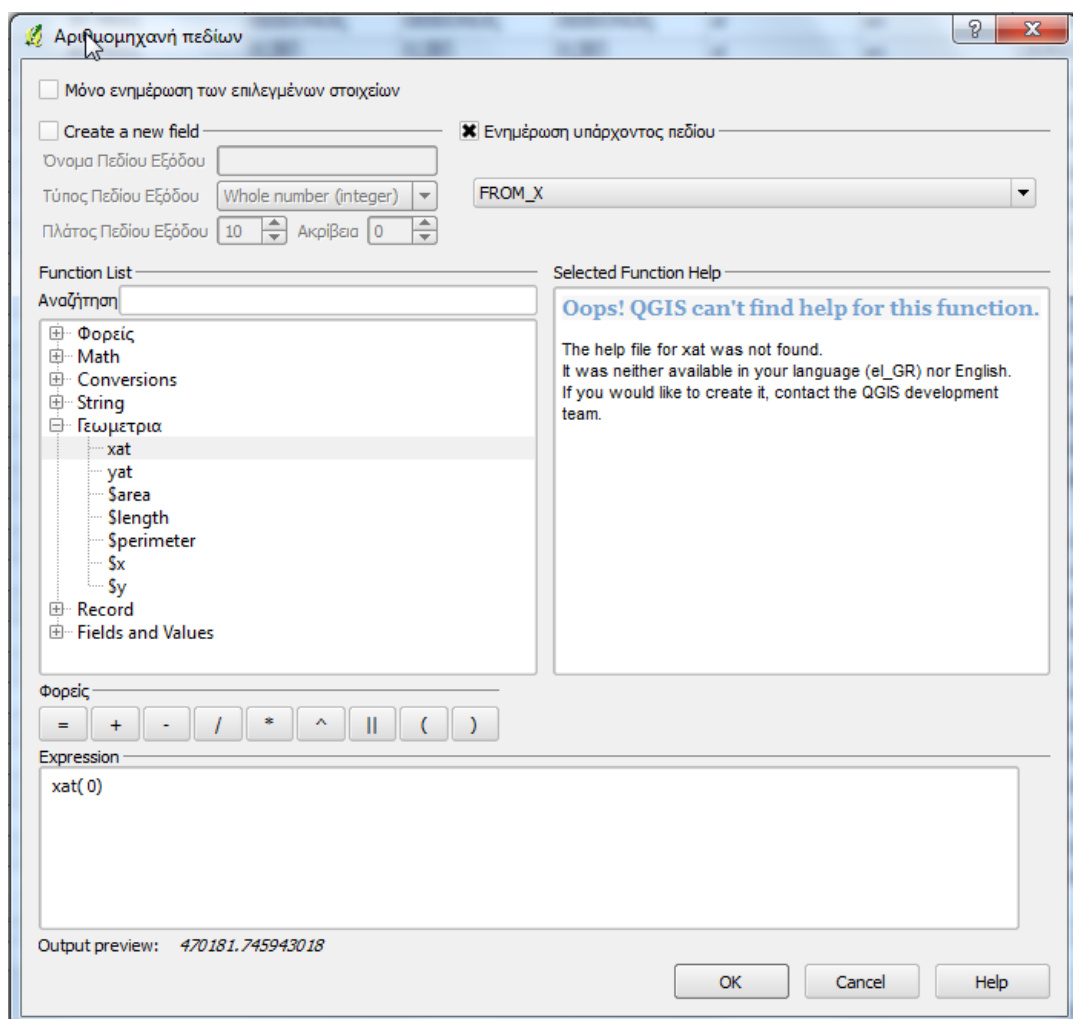 Αριθμομηχανή πεδίων
Μόνο ενημέρωση των επιλεγμένων στοιχείων
Create a new field
Ενημέρωση υπάρχοντος πεδίου
Όνομα Πεδίου Εξόδου
Τύπος Πεδίου Εξόδου Whole number (integer)
FROM_X
Πλάτος Πεδίου Εξόδου 10 Ακρίβεια 0
Function List
Αναζήτηση
Φορείς
Math
Conversions
String
Γεωμετρια
xat
yat
$area
$length
$perimeter
$x
$y
Record
Fields and Values
Selected Function Help
Oops! QGIS can't find help for this function.
The help file for xat was not found.
It was neither available in your language (el_GR) nor English.
If you would like to create it, contact the QGIS development
team.
Φορείς
= + - / * ^ || ( )
Expression
xat( 0)
Output preview: 470181.745943018
OK Cancel Help